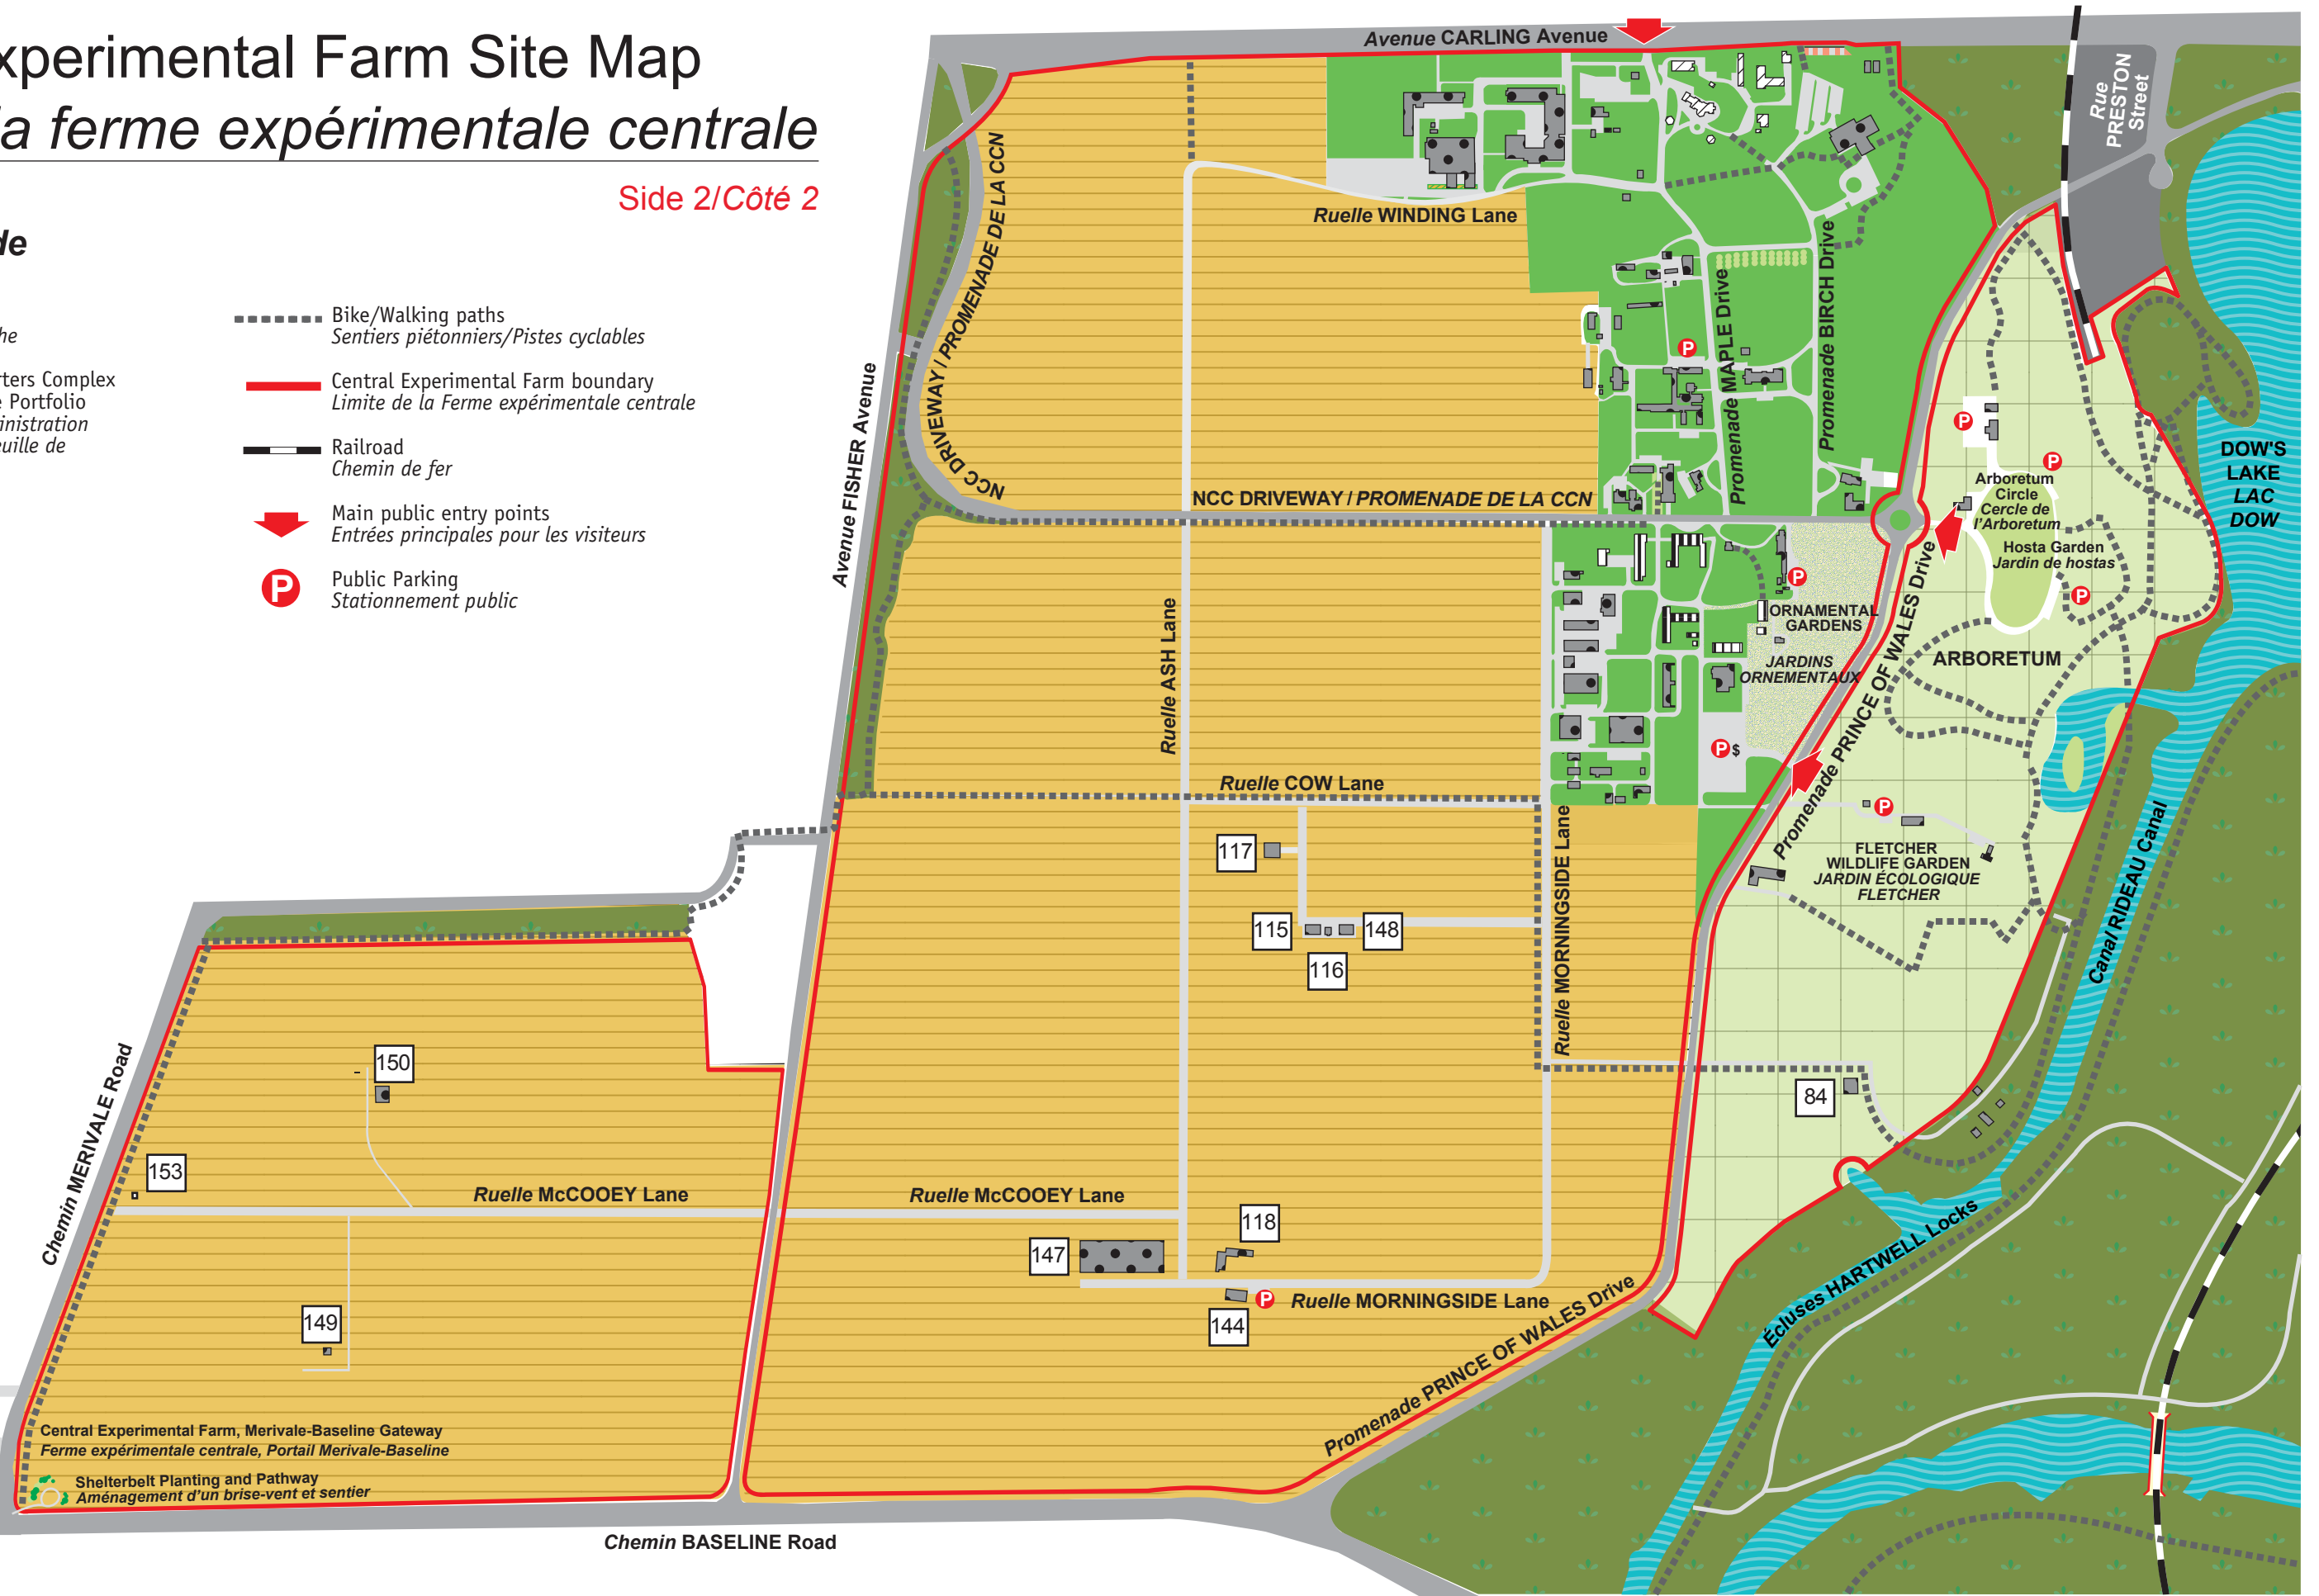 xperimental Farm Site Map
la ferme expérimentale centrale
Side 2/Côté 2
de
he
rters Complex
e Portfolio
inistration
euille de
Bike/Walking paths
Sentiers piétonniers/Pistes cyclables
Central Experimental Farm boundary
Limite de la Ferme expérimentale centrale
Railroad
Chemin de fer
Main public entry points
Entrées principales pour les visiteurs
P
Public Parking
Stationnement public
Avenue CARLING Avenue
Rue
PRESTON
Street
NCC DRIVEWAY / PROMENADE DE LA CCN
NCC
Ruelle WINDING Lane
Promenade MAPLE Drive
Promenade BIRCH Drive
P
Avenue FISHER Avenue
NCC DRIVEWAY / PROMENADE DE LA CCN
P
P
Arboretum
Circle
Cercle de
l'Arboretum
Hosta Garden
Jardin de hostas
P
DOW'S
LAKE
LAC
DOW
P
ORNAMENTAL
GARDENS
JARDINS
ORNEMENTAUX
ARBORETUM
Promenade PRINCE OF WALES Drive
Ruelle ASH Lane
P $
Ruelle COW Lane
Ruelle MORNINGSIDE Lane
P
FLETCHER
WILDLIFE GARDEN
JARDIN ÉCOLOGIQUE
FLETCHER
Canal RIDEAU Canal
117
115
148
116
84
150
153
Chemin MERIVALE Road
Ruelle McCOOEY Lane
Ruelle McCOOEY Lane
118
147
P
Ruelle MORNINGSIDE Lane
144
149
Écluses HARTWELL Locks
Promenade PRINCE OF WALES Drive
Central Experimental Farm, Merivale-Baseline Gateway
Ferme expérimentale centrale, Portail Merivale-Baseline
Shelterbelt Planting and Pathway
Aménagement d'un brise-vent et sentier
Chemin BASELINE Road